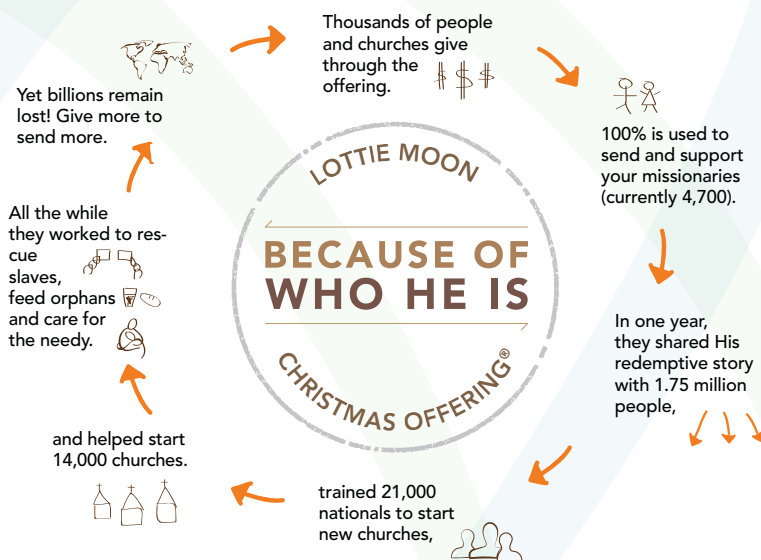 Thousands of people
and churches give
through the
offering.
100% is used to
send and support
your missionaries
(currently 4,700).
In one year,
they shared His
redemptive story
with 1.75 million
people,
trained 21,000
nationals to start
new churches,
and helped start
14,000 churches.
All the while
they worked to res-
cue
slaves,
feed orphans
and care for
the needy.
Yet billions remain
lost! Give more to
send more.
LOTTIE MOON
BECAUSE OF
WHO HE IS
CHRISTMAS OFFERING®